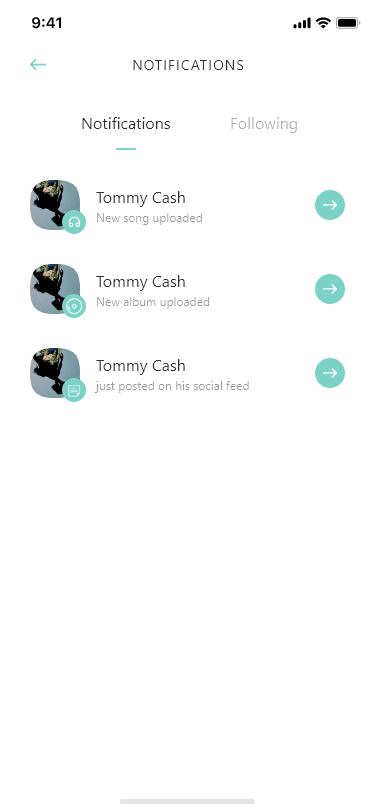 9:41
NOTIFICATIONS
Notifications
Following
Tommy Cash
New song uploaded
Tommy Cash
New album uploaded
Tommy Cash
just posted on his social feed